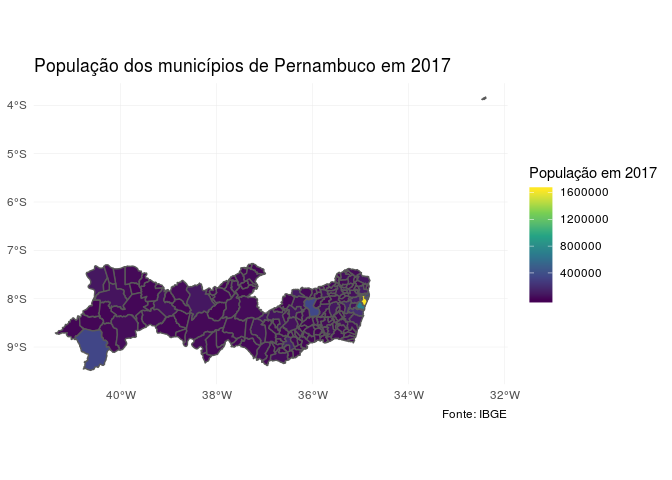 População dos municípios de Pernambuco em 2017
4°S
5°S
6°S
7°S
8°S
9°S
40°W
38°W
36°W
34°W
32°W
Fonte: IBGE
População em 2017
1600000
1200000
800000
400000